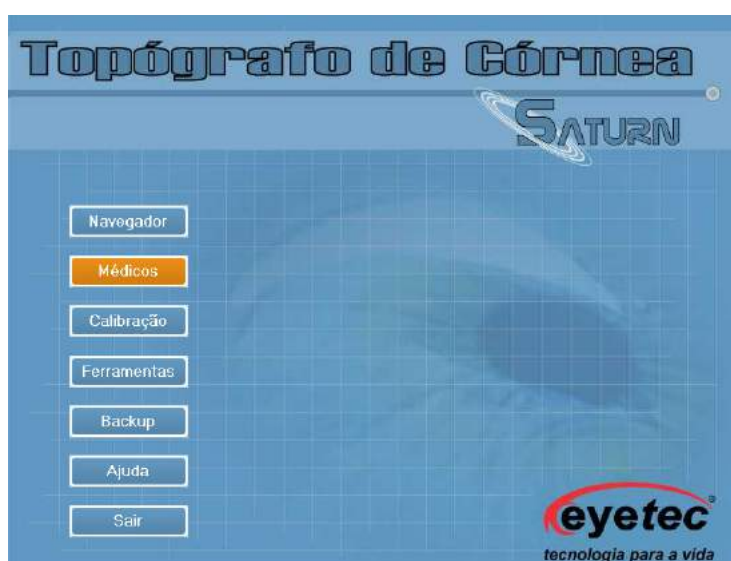 Topógrafo de Córnea
SATURN
Navegador
Médicos
Calibração
Ferramentas
Backup
Ajuda
Sair
eyetec
tecnologia para a vida